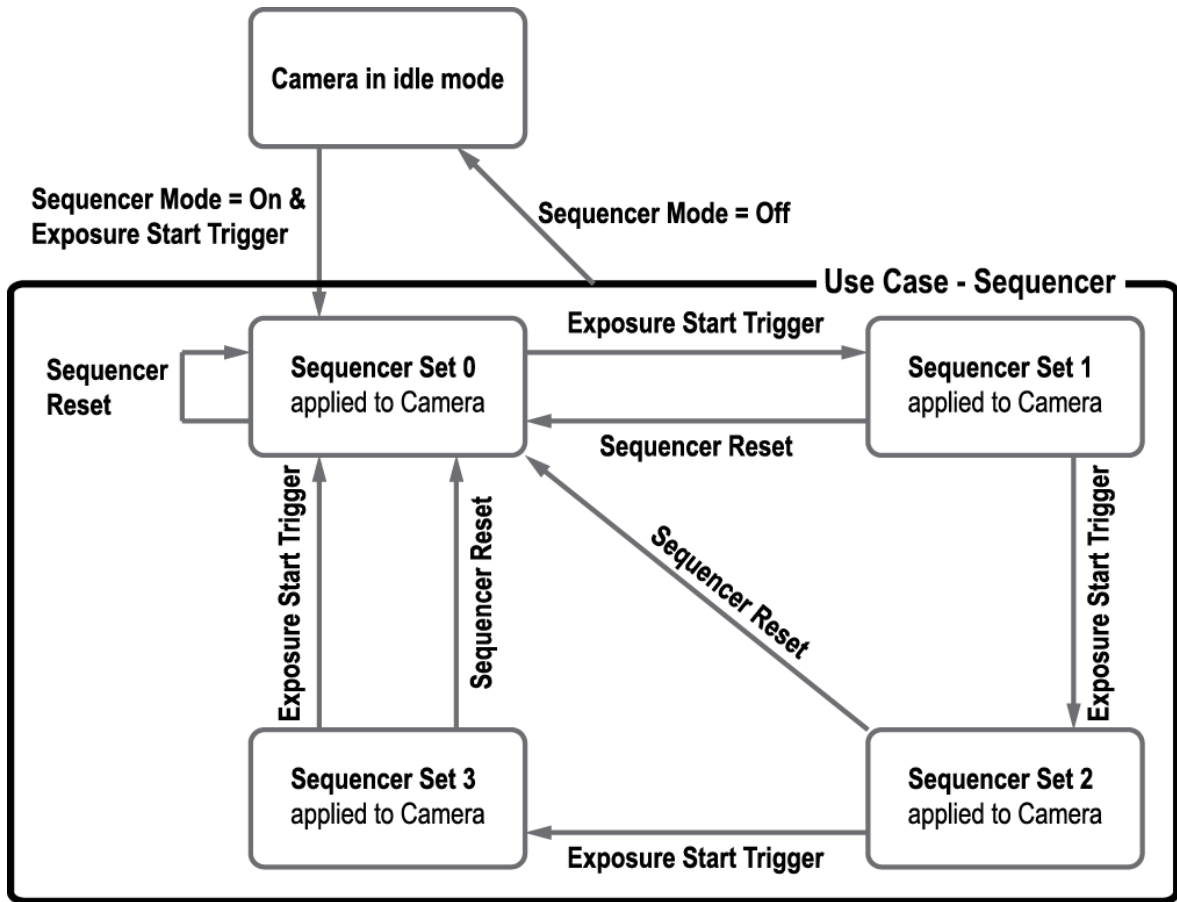 Camera in idle mode
Sequencer Mode = On &
Exposure Start Trigger
Sequencer Mode = Off
Use Case - Sequencer
Sequencer
Reset
Sequencer Set 0
applied to Camera
Exposure Start Trigger
Sequencer Reset
Sequencer Set 1
applied to Camera
Exposure Start Trigger
Sequencer Reset
Sequencer Reset
Exposure Start Trigger
Sequencer Set 3
applied to Camera
Exposure Start Trigger
Sequencer Set 2
applied to Camera